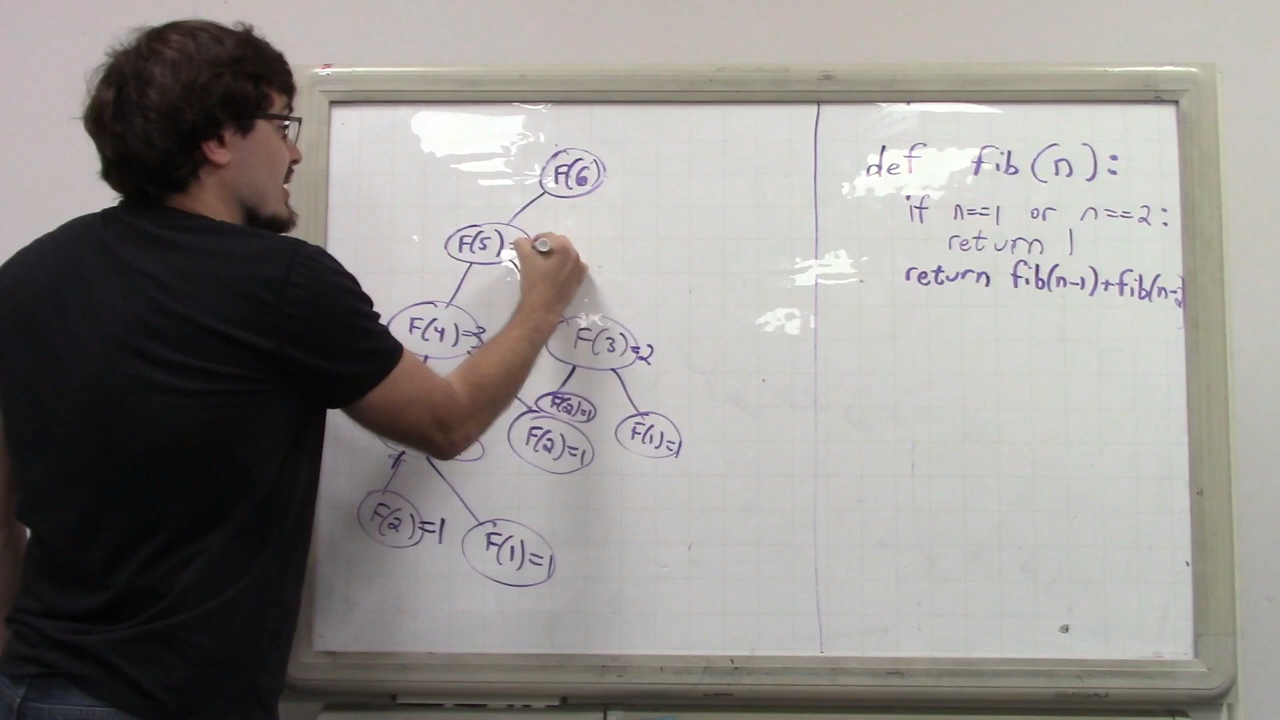 F(6)
F(5)=
F(4)=3
F(3)=2
F(2)=1
F(2)=1
F(1)=1
F(2)=1
F(1)=1
def fib(n):
if n==1 or n==2:
return 1
return fib(n-1)+fib(n-2)